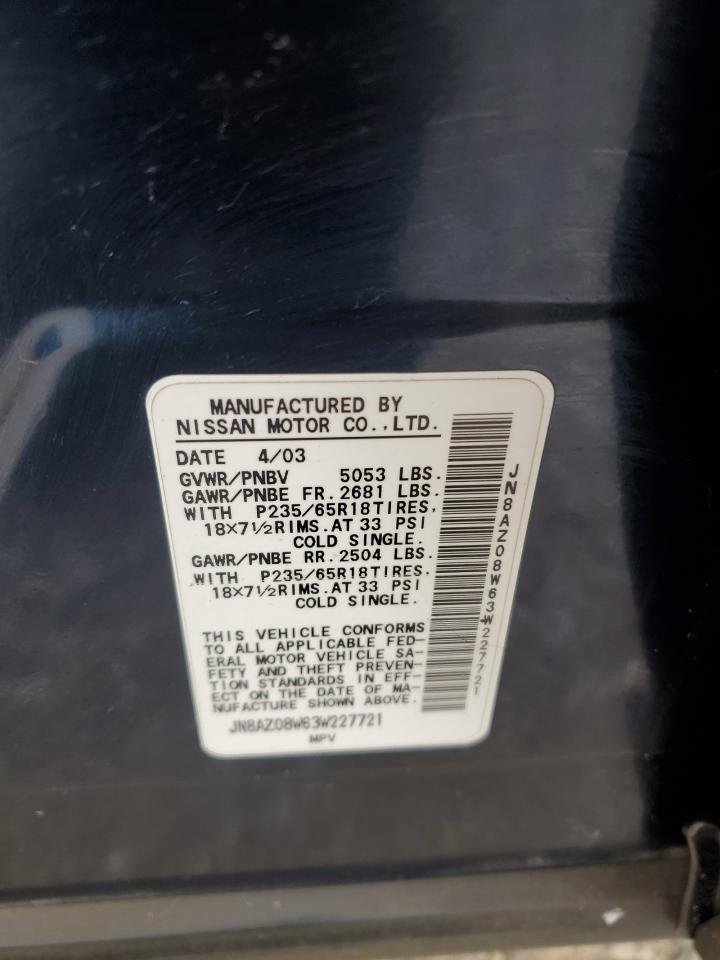 MANUFACTURED BY
NISSAN MOTOR CO.,LTD.
DATE 4/03
GVWR/PNBV 5053 LBS.
GAWR/PNBE FR.2681 LBS.
WITH P235/65R18TIRES,
18X7½RIMS.AT 33 PSI
COLD SINGLE.
GAWR/PNBE RR.2504 LBS.
WITH P235/65R18TIRES.
18X7½RIMS.AT 33 PSI
COLD SINGLE.
THIS VEHICLE CONFORMS
TO ALL APPLICABLE FED-
ERAL MOTOR VEHICLE SA-
FETY AND THEFT PREVEN-
TION STANDARDS IN EFF-
ECT ON THE DATE OF MA-
NUFACTURE SHOWN ABOVE.
JN8AZ08W63W227721
MPV
JN8AZ08W63W227721